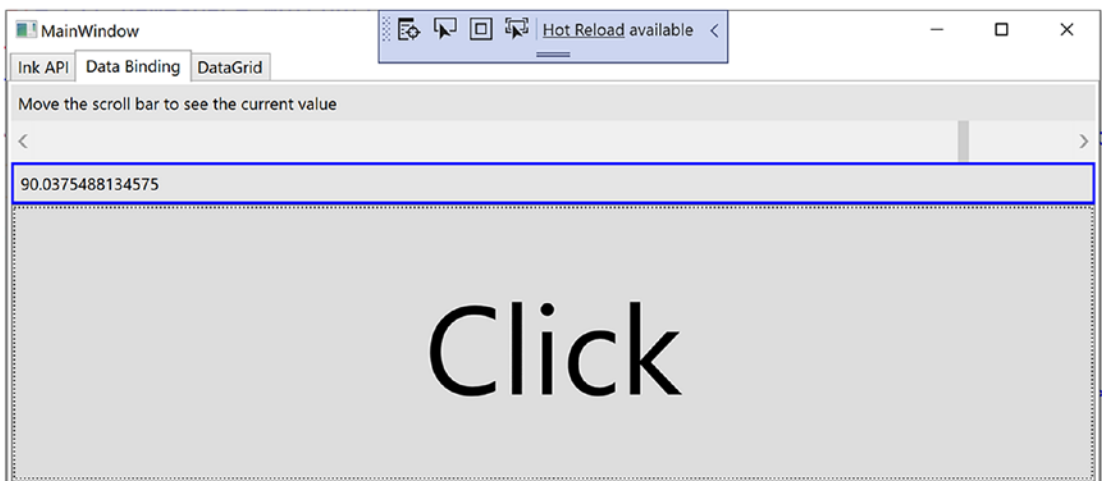 MainWindow
Hot Reload available
Ink API Data Binding DataGrid
Move the scroll bar to see the current value
90.0375488134575
Click